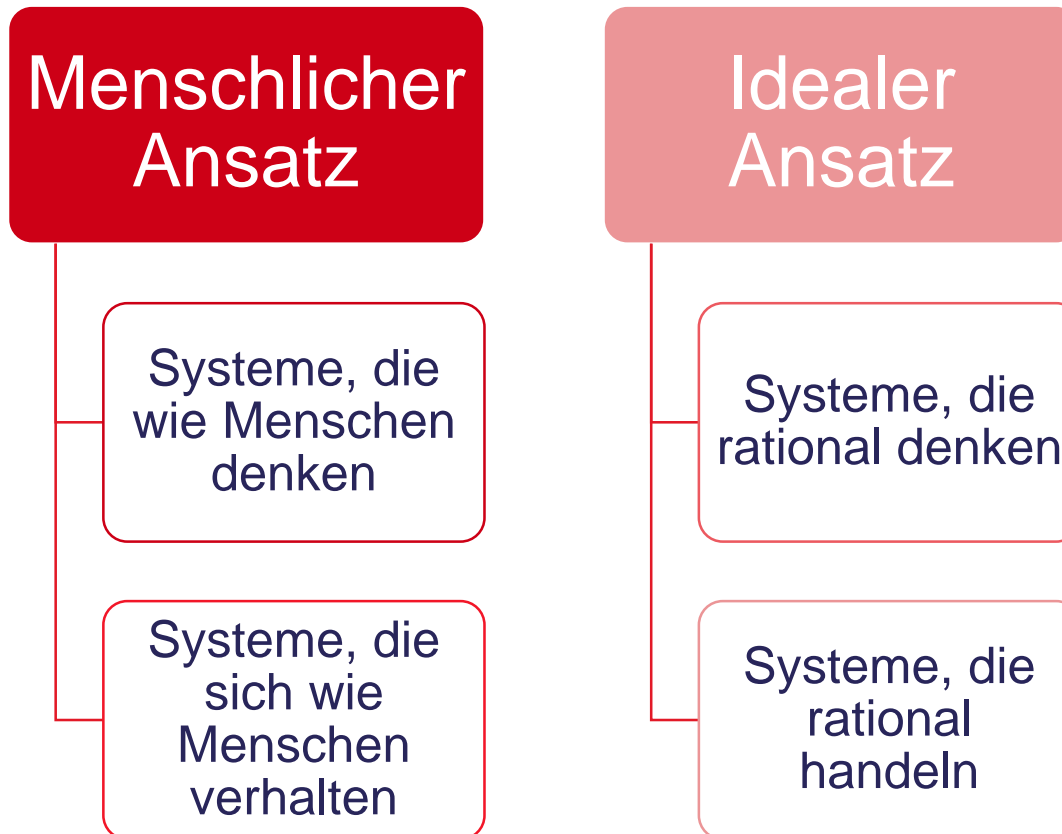 Menschlicher
Ansatz
Systeme, die
wie Menschen
denken
Systeme, die
sich wie
Menschen
verhalten
Idealer
Ansatz
Systeme, die
rational denken
Systeme, die
rational
handeln